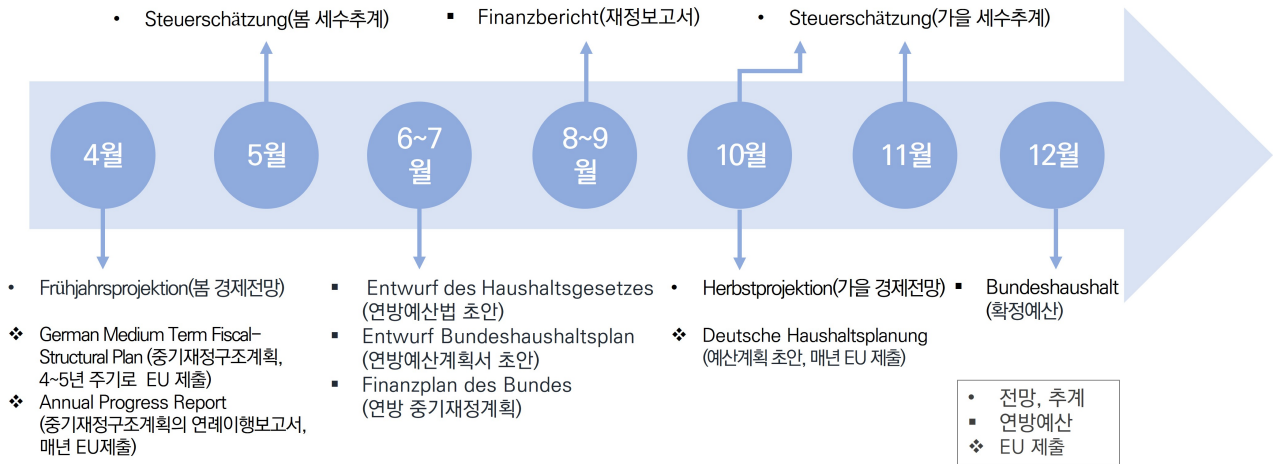 • Steuerschätzung(봄 세수추계)
▪ Finanzbericht(재정보고서)
• Steuerschätzung(가을 세수추계)
4월
5월
6~7
월
8~9
월
10월
11월
12월
• Frühjahrsprojektion(봄 경제전망)
❖ German Medium Term Fiscal-
Structural Plan (중기재정구조계획,
4~5년 주기로 EU 제출)
❖ Annual Progress Report
(중기재정구조계획의 연례이행보고서,
매년 EU제출)
▪ Entwurf des Haushaltsgesetzes
(연방예산법 초안)
▪ Entwurf Bundeshaushaltsplan
(연방예산계획서 초안)
▪ Finanzplan des Bundes
(연방 중기재정계획)
• Herbstprojektion(가을 경제전망)
❖ Deutsche Haushaltsplanung
(예산계획 초안, 매년 EU 제출)
▪ Bundeshaushalt
(확정예산)
• 전망, 추계
▪ 연방예산
❖ EU 제출